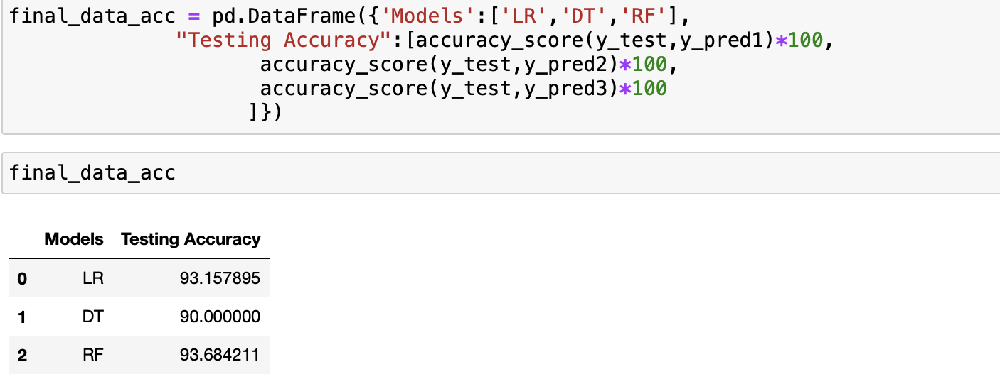 final_data_acc = pd.DataFrame({'Models':['LR','DT','RF'],
"Testing Accuracy":[accuracy_score(y_test,y_pred1)*100,
accuracy_score(y_test,y_pred2)*100,
accuracy_score(y_test,y_pred3)*100
]})
final_data_acc
Models Testing Accuracy
0 LR 93.157895
1 DT 90.000000
2 RF 93.684211